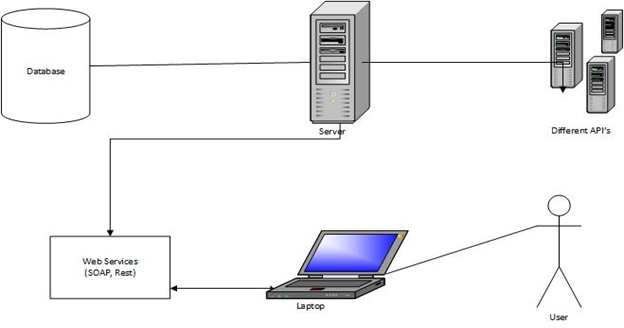 Database
Server
Different API's
Web Services
(SOAP, Rest)
Laptop
User